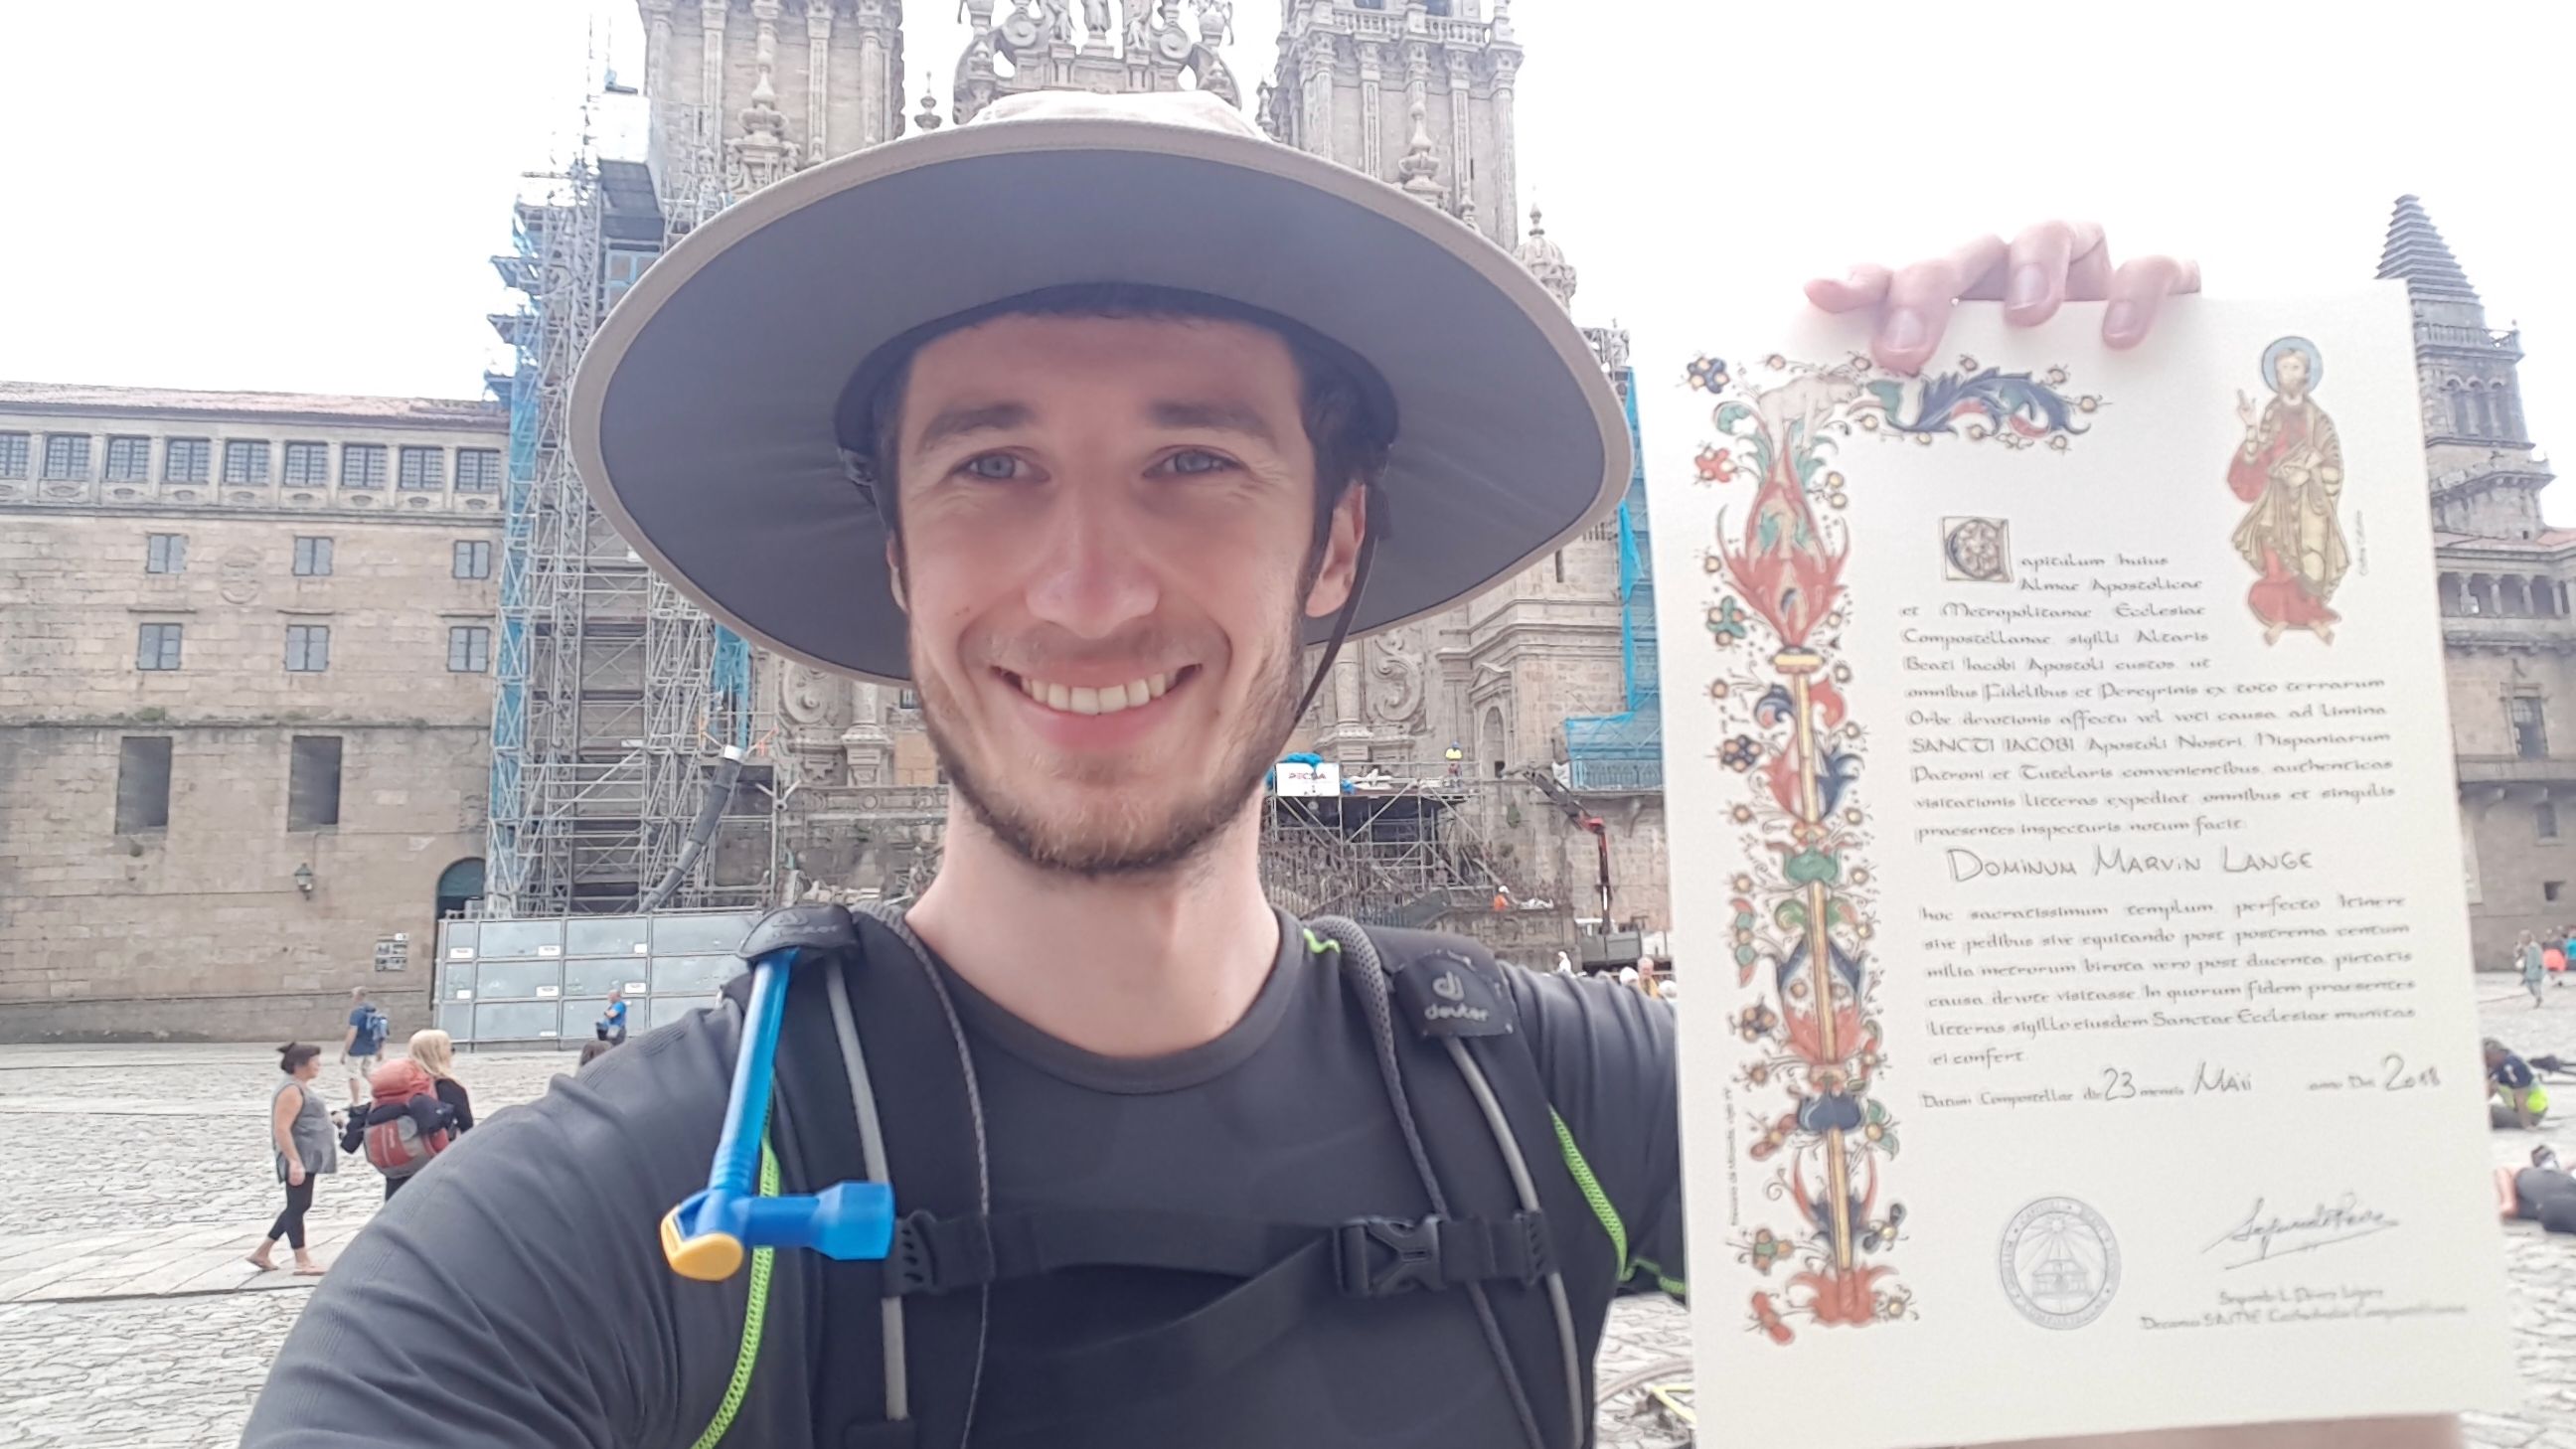 Capitulum huius
Almae Apostolicae
et Metropolitanae Ecclesiae
Compostellanae sigilli Altaris
Beati Iacobi Apostoli custos ut
omnibus Fidelibus et Peregrinis ex toto terrarum
Orbe devotionis affectu vel voti causa ad limina
SANCTI IACOBI Apostoli Nostri Hispaniarum
Patroni et Tutelaris convenientibus, authenticas
visitationis litteras expediat, omnibus et singulis
praesentes inspecturis notum facit:
DOMINUM MARVIN LANGE
hoc sacratissimum templum, perfecto itinere
sive pedibus sive equitando post postrema centum
milia metrorum, birota vero post ducenta, pietatis
causa devote visitasse. In quorum fidem praesentes
litteras sigillo eiusdem Sanctae Ecclesiae munitas
ei confert.
Datum Compostellae die 23 mensis Maii anno Dni 2018
deuter